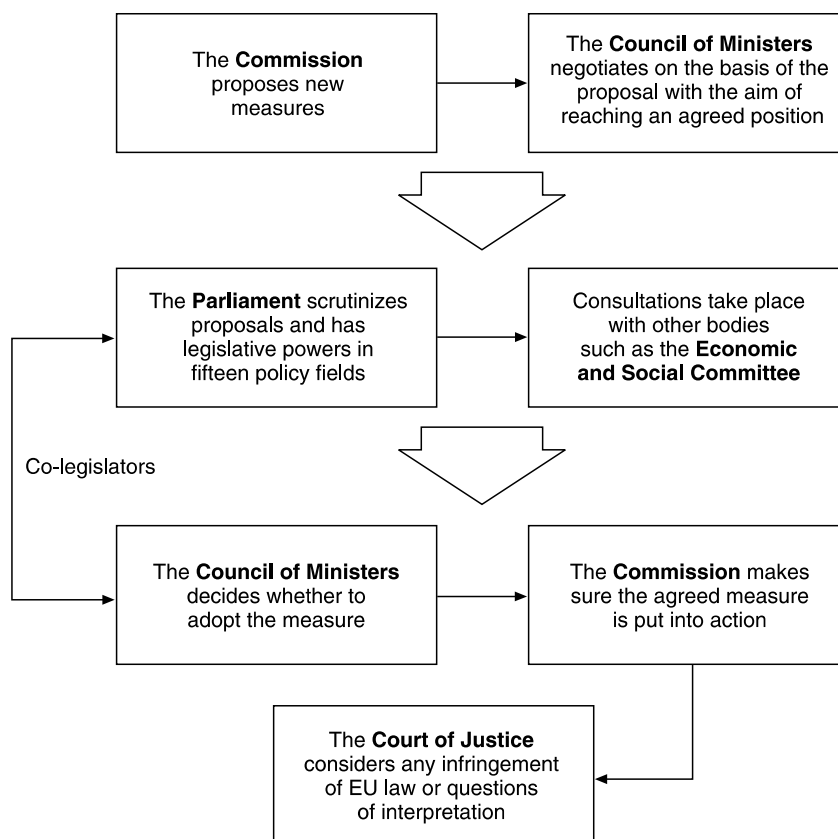 The Commission
proposes new
measures
The Council of Ministers
negotiates on the basis of the
proposal with the aim of
reaching an agreed position
The Parliament scrutinizes
proposals and has
legislative powers in
fifteen policy fields
Consultations take place
with other bodies
such as the Economic
and Social Committee
Co-legislators
The Council of Ministers
decides whether to
adopt the measure
The Commission makes
sure the agreed measure
is put into action
The Court of Justice
considers any infringement
of EU law or questions
of interpretation